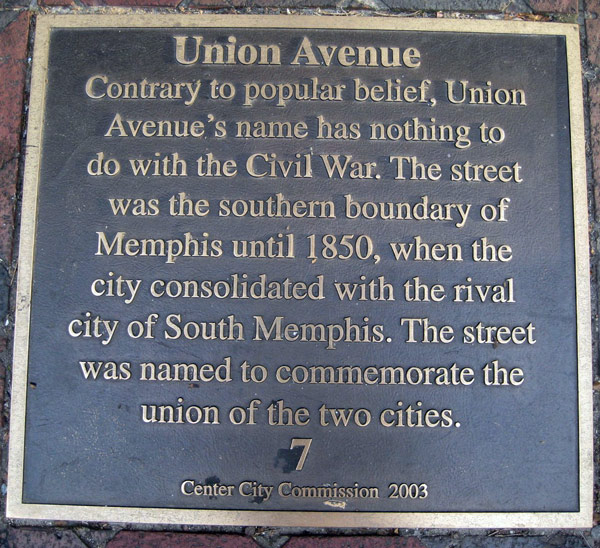 Union Avenue
Contrary to popular belief, Union
Avenue's name has nothing to
do with the Civil War. The street
was the southern boundary of
Memphis until 1850, when the
city consolidated with the rival
city of South Memphis. The street
was named to commemorate the
union of the two cities.
7
Center City Commission 2003